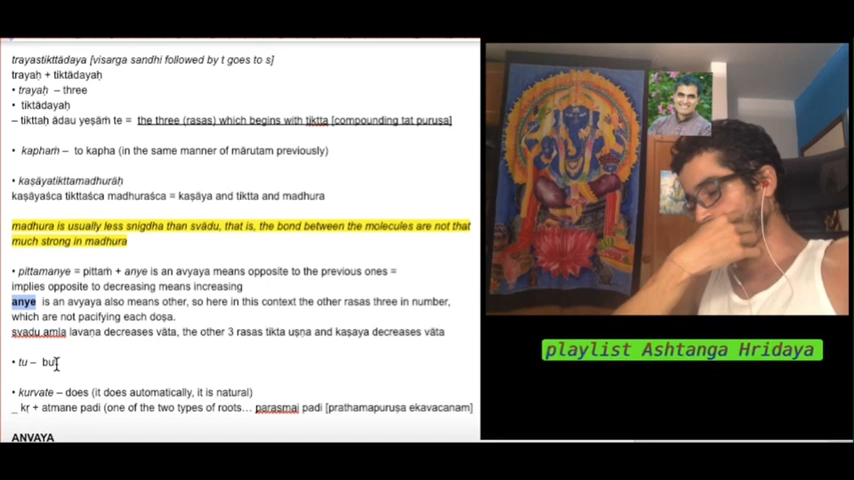 trayastikttādaya [visarga sandhi followed by t goes to s]
trayaḥ + tiktādayaḥ
• trayaḥ – three
• tiktādayaḥ
– tikttaḥ ādau yeṣāṁ te = the three (rasas) which begins with tiktta [compounding tat puruṣa]
• kaphaṁ – to kapha (in the same manner of mārutam previously)
• kaṣāyatikttamadhurāḥ
kaṣāyaśca tikttaśca madhuraśca = kaṣāya and tiktta and madhura
madhura is usually less snigdha than svādu, that is, the bond between the molecules are not that
much strong in madhura
• pittamanye = pittaṁ + anye is an avyaya means opposite to the previous ones =
implies opposite to decreasing means increasing
anye is an avyaya also means other, so here in this context the other rasas three in number,
which are not pacifying each doṣa.
svadu amla lavaṇa decreases vāta, the other 3 rasas tikta uṣṇa and kaṣaya decreases vāta
• tu – but
• kurvate – does (it does automatically, it is natural)
_ kṛ + atmane padi (one of the two types of roots... parasmai padi [prathamapuruṣa ekavacanam]
ANVAYA
playlist Ashtanga Hridaya